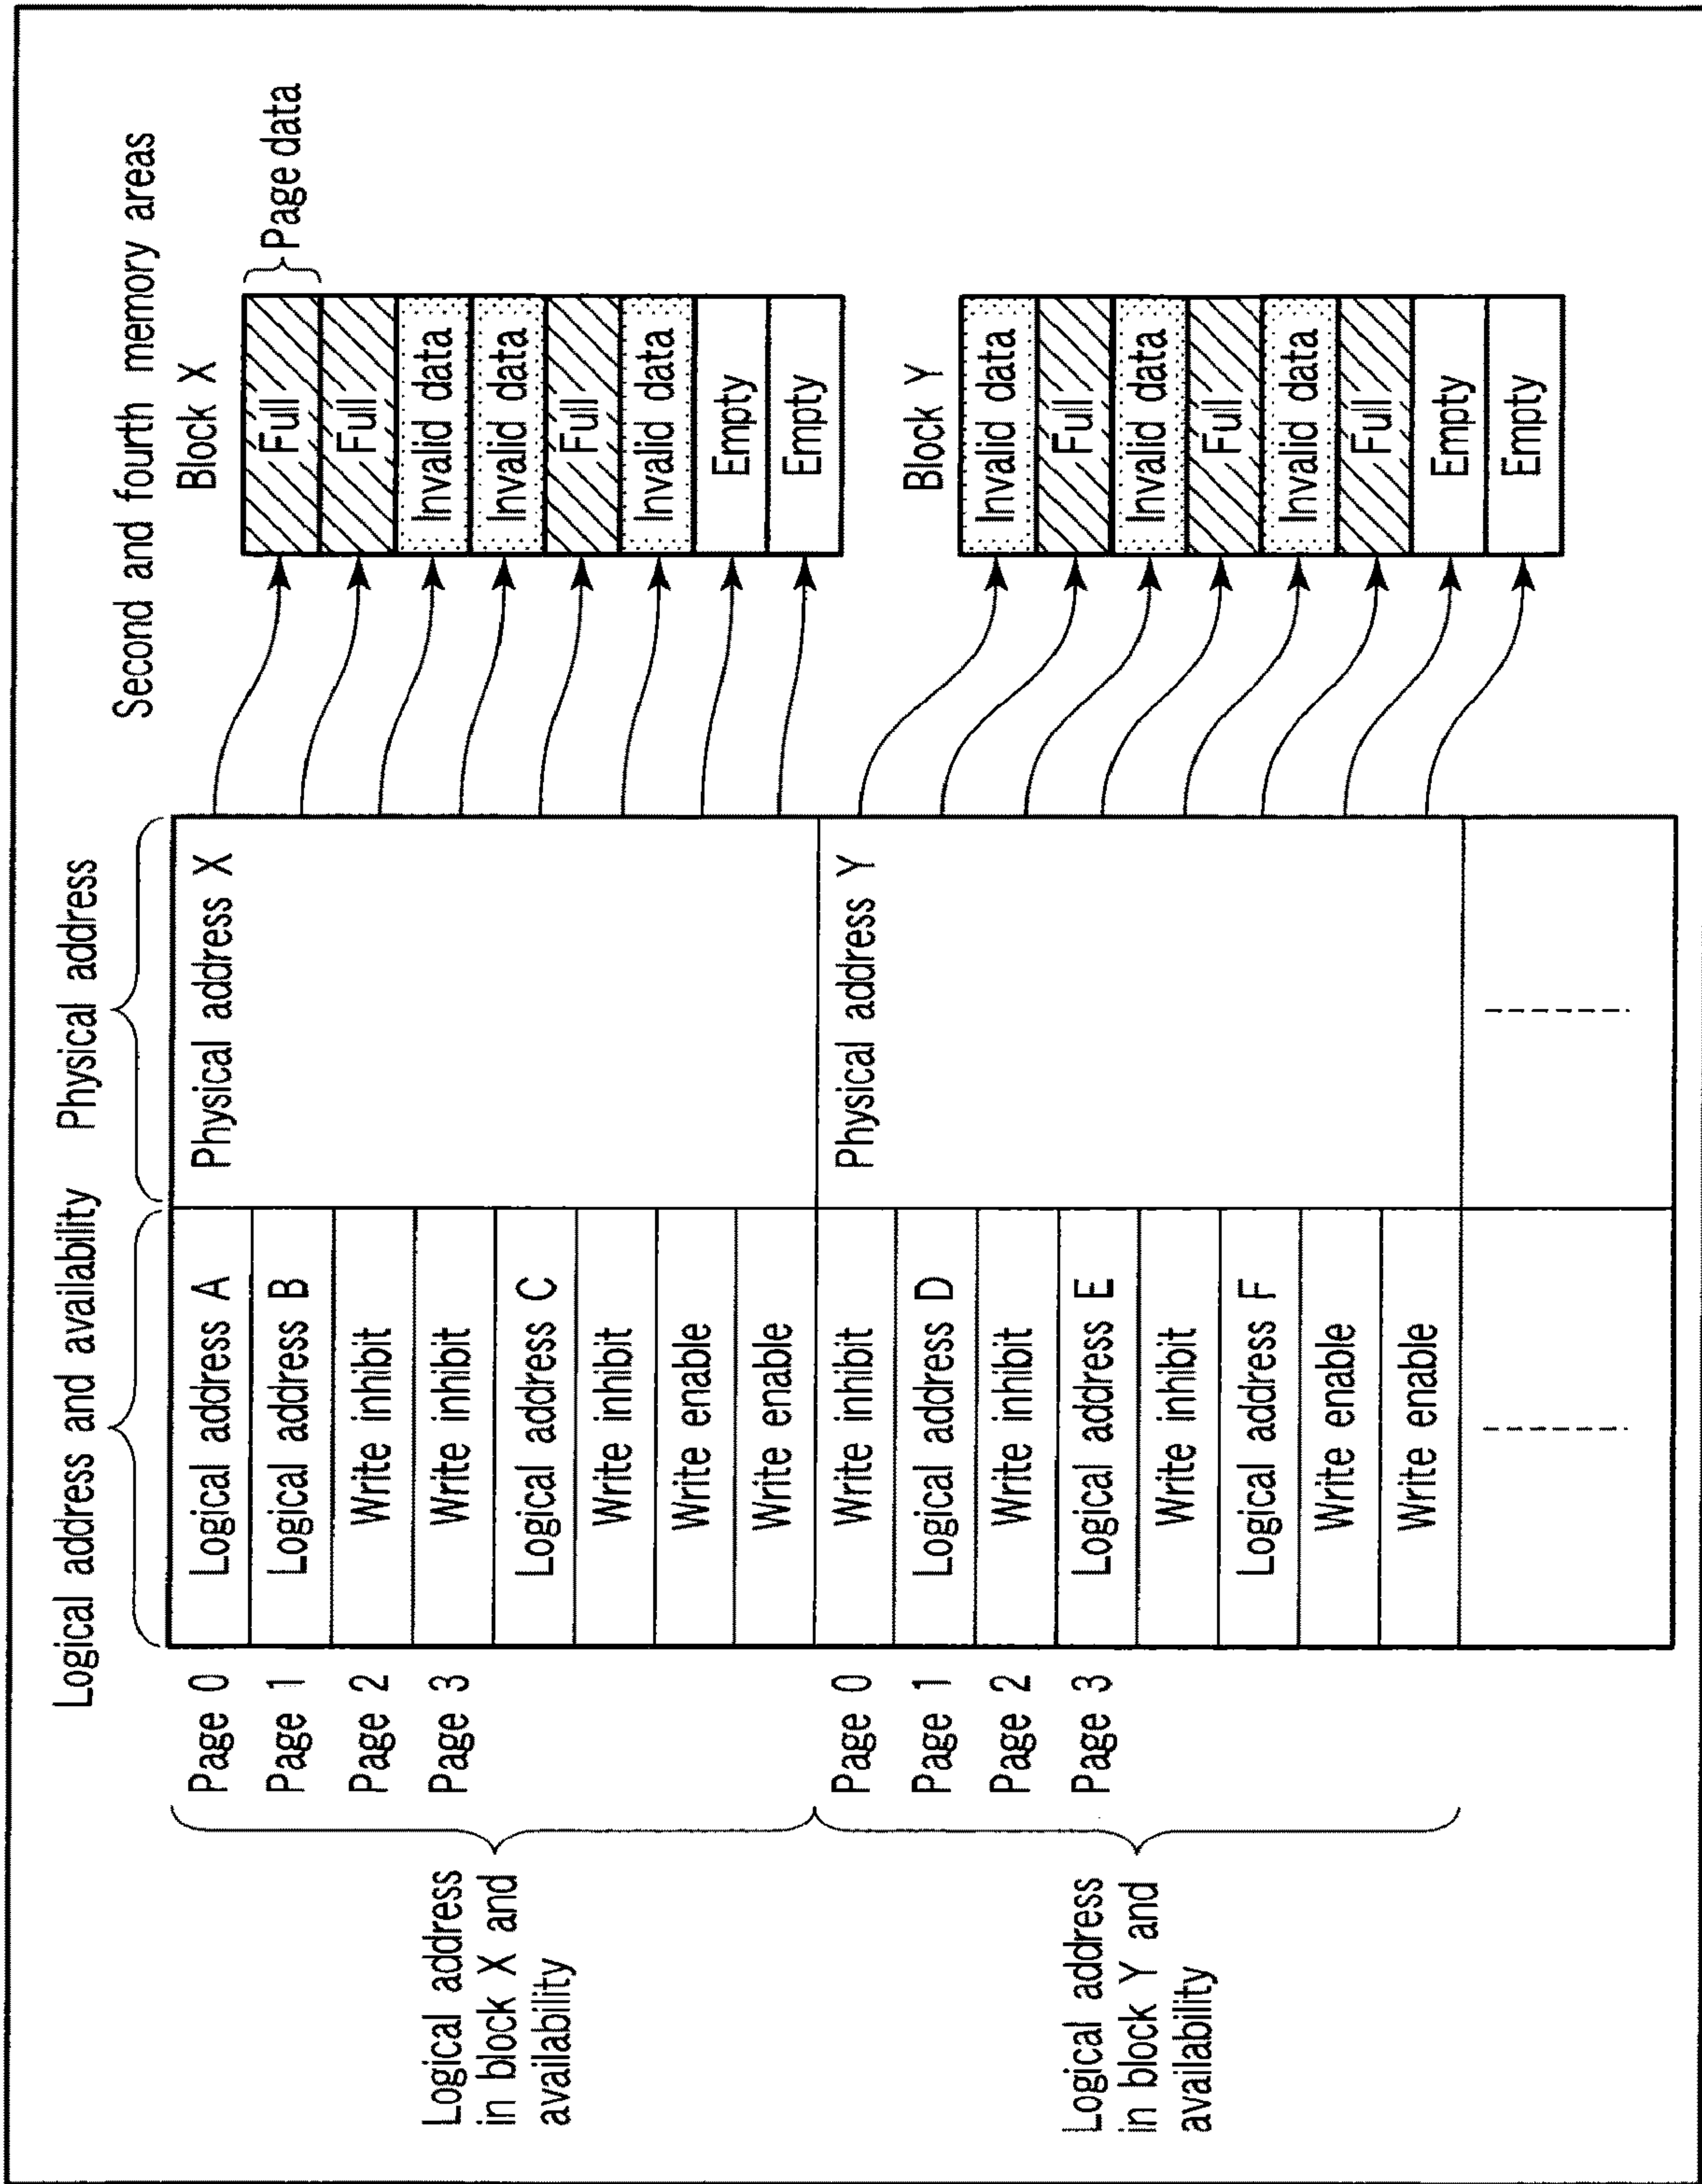 Second and fourth memory areas
Logical address and availability
Physical address
Block X
Page data
Logical address
in block X and
availability
Page 0
Logical address A
Physical address X
Full
Page 1
Logical address B
Full
Page 2
Write inhibit
Invalid data
Page 3
Write inhibit
Invalid data
Logical address C
Full
Write inhibit
Invalid data
Write enable
Empty
Write enable
Empty
Block Y
Logical address
in block Y and
availability
Page 0
Write inhibit
Physical address Y
Invalid data
Page 1
Logical address D
Full
Page 2
Write inhibit
Invalid data
Page 3
Logical address E
Full
Write inhibit
Invalid data
Logical address F
Full
Write enable
Empty
Write enable
Empty